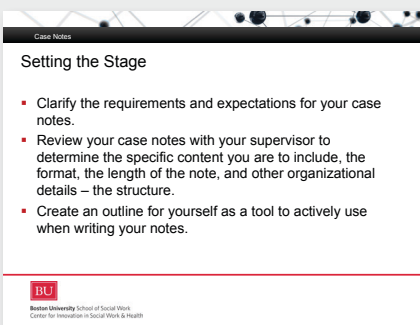 Case Notes
Setting the Stage
▪ Clarify the requirements and expectations for your case
notes.
▪ Review your case notes with your supervisor to
determine the specific content you are to include, the
format, the length of the note, and other organizational
details – the structure.
▪ Create an outline for yourself as a tool to actively use
when writing your notes.
BU
Boston University School of Social Work
Center for Innovation in Social Work & Health